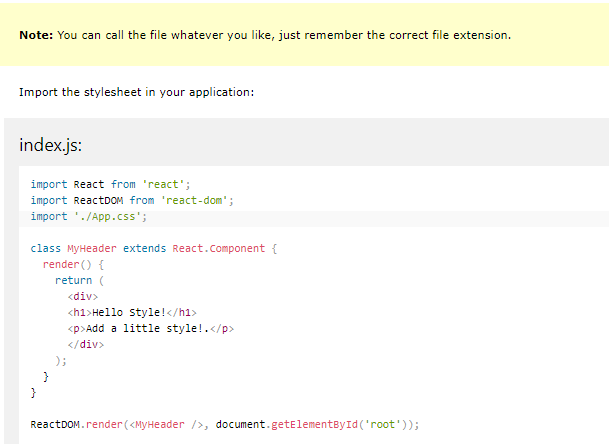 Note: You can call the file whatever you like, just remember the correct file extension.
Import the stylesheet in your application:
index.js:
import React from 'react';
import ReactDOM from 'react-dom';
import './App.css';
class MyHeader extends React.Component {
  render() {
    return (
      <div>
      <h1>Hello Style!</h1>
      <p>Add a little style!.</p>
      </div>
    );
  }
}
ReactDOM.render(<MyHeader />, document.getElementById('root'));